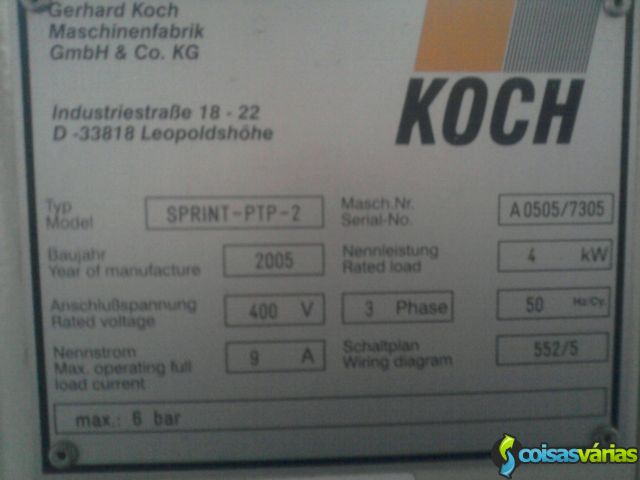 Gerhard Koch
Maschinenfabrik
GmbH & Co. KG
KOCH
Industriestraße 18 - 22
D -33818 Leopoldshöhe
Typ
Model
SPRINT-PTP-2
Masch.Nr.
Serial-No.
A0505/7305
Baujahr
Year of manufacture
2005
Nennleistung
Rated load
4 kW
Anschlußspannung
Rated voltage
400 V
3 Phase
50 Hz/Cy.
Nennstrom
Max. operating full
load current
9 A
Schaltplan
Wiring diagram
552/5
max.: 6 bar
coisasvárias